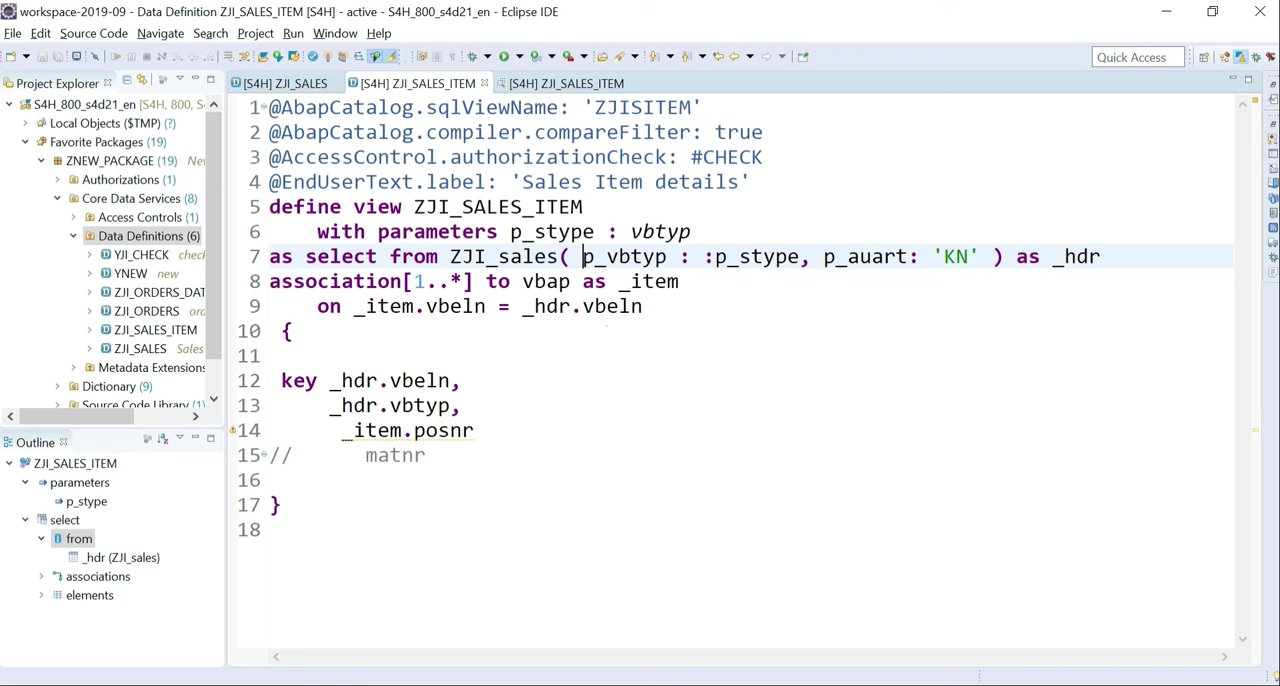 workspace-2019-09 - Data Definition ZJI_SALES_ITEM [S4H] - active - S4H_800_s4d21_en - Eclipse IDE
File Edit Source Code Navigate Search Project Run Window Help
Quick Access
Project Explorer
[S4H] ZJI_SALES
[S4H] ZJI_SALES_ITEM
[S4H] ZJI_SALES_ITEM
S4H_800_s4d21_en [S4H, 800, S
Local Objects ($TMP) (?)
Favorite Packages (19)
ZNEW_PACKAGE (19) Ne
Authorizations (1)
Core Data Services (8)
Access Controls (1)
Data Definitions (6)
YJI_CHECK check
YNEW new
ZJI_ORDERS_DAT
ZJI_ORDERS ord
ZJI_SALES_ITEM
ZJI_SALES Sales
Metadata Extensions
Dictionary (9)
Source Code Library (1)
Outline
ZJI_SALES_ITEM
parameters
p_stype
select
from
_hdr (ZJI_sales)
associations
elements
1 @AbapCatalog.sqlViewName: 'ZJISITEM'
2 @AbapCatalog.compiler.compareFilter: true
3 @AccessControl.authorizationCheck: #CHECK
4 @EndUserText.label: 'Sales Item details'
5 define view ZJI_SALES_ITEM
6 with parameters p_stype : vbtyp
7 as select from ZJI_sales( p_vbtyp : :p_stype, p_auart: 'KN' ) as _hdr
8 association[1..*] to vbap as _item
9 on _item.vbeln = _hdr.vbeln
10 {
11
12 key _hdr.vbeln,
13 _hdr.vbtyp,
14 _item.posnr
15 // matnr
16
17 }
18